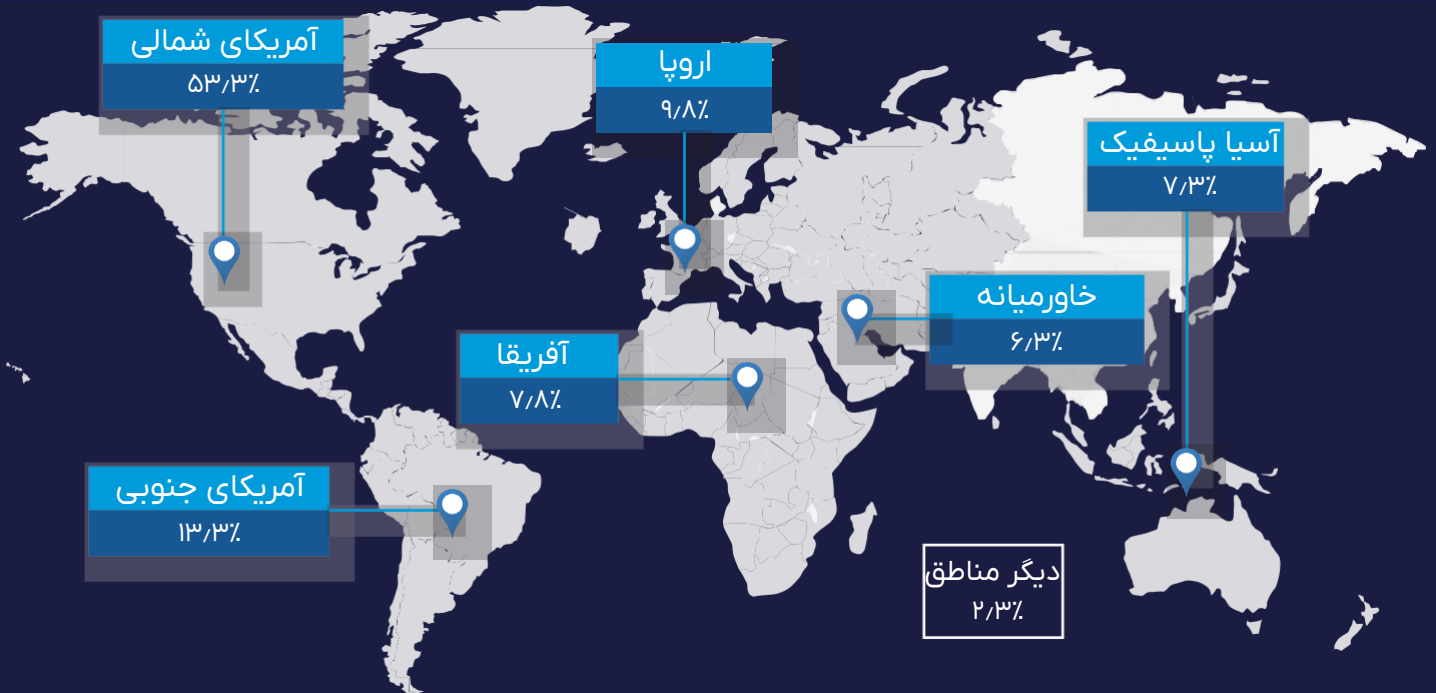 آمریکای شمالی
۵۳٫۳٪
اروپا
۹٫۸٪
آسیا پاسیفیک
۷٫۳٪
خاورمیانه
۶٫۳٪
آفریقا
۷٫۸٪
آمریکای جنوبی
۱۳٫۳٪
دیگر مناطق
۲٫۳٪